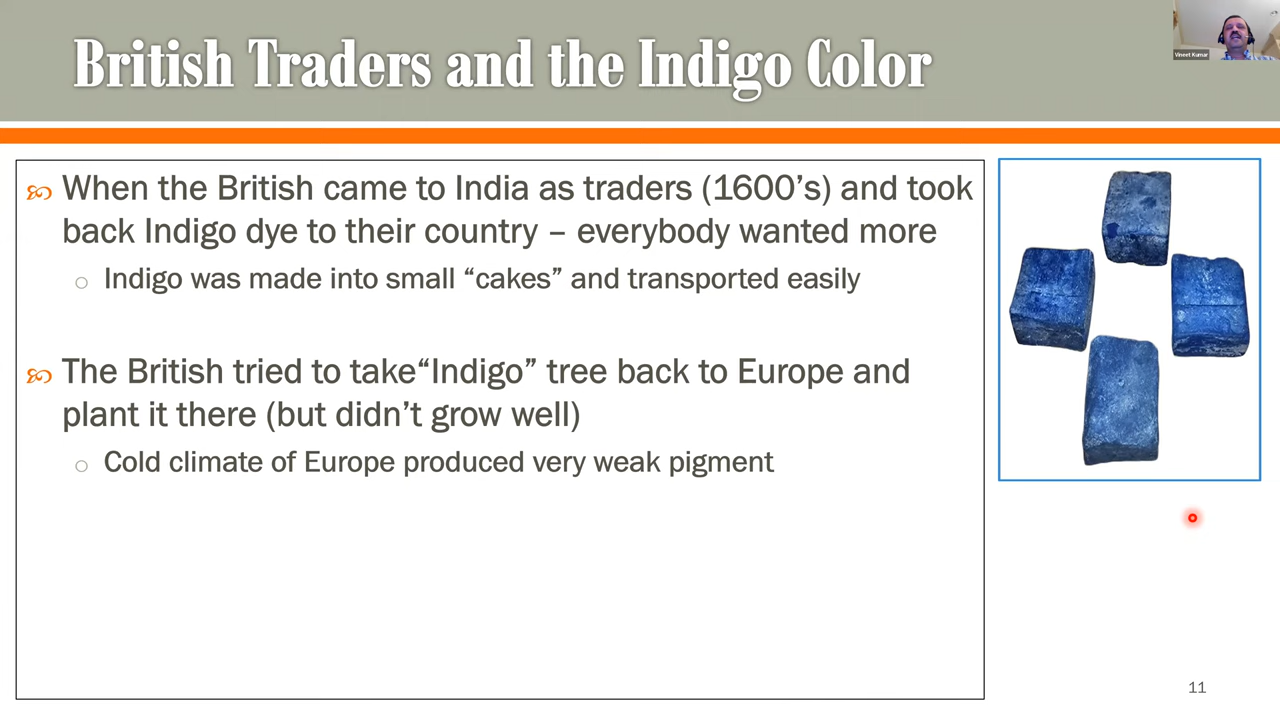 British Traders and the Indigo Color
Vineet Kumar
When the British came to India as traders (1600’s) and took
back Indigo dye to their country – everybody wanted more
Indigo was made into small “cakes” and transported easily
The British tried to take“Indigo” tree back to Europe and
plant it there (but didn’t grow well)
Cold climate of Europe produced very weak pigment
11